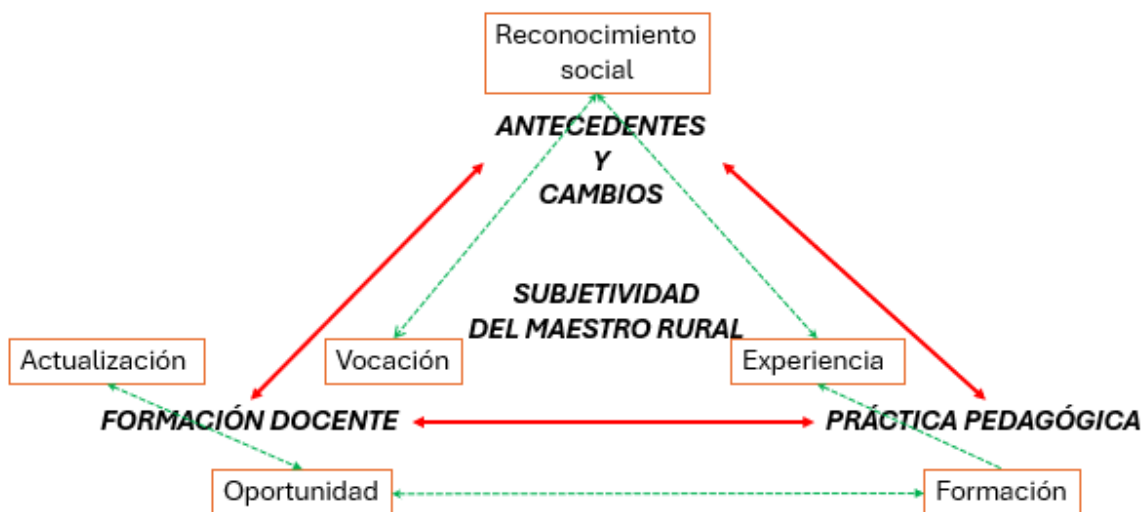 Reconocimiento
social
ANTECEDENTES
Y
CAMBIOS
SUBJETIVIDAD
DEL MAESTRO RURAL
Actualización
Vocación
Experiencia
FORMACIÓN DOCENTE
PRÁCTICA PEDAGÓGICA
Oportunidad
Formación